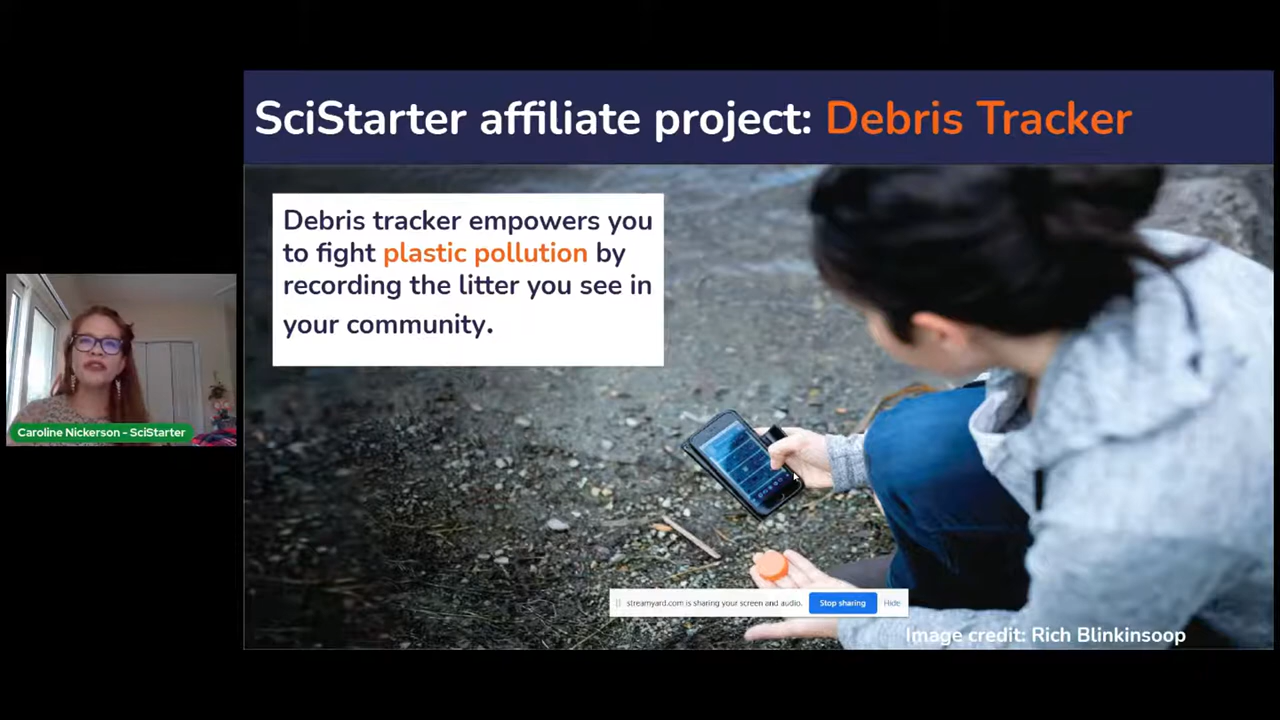 SciStarter affiliate project: Debris Tracker
Debris tracker empowers you
to fight plastic pollution by
recording the litter you see in
your community.
Caroline Nickerson - SciStarter
streamyard.com is sharing your screen and audio.
Stop sharing
Hide
Image credit: Rich Blinkinsoop